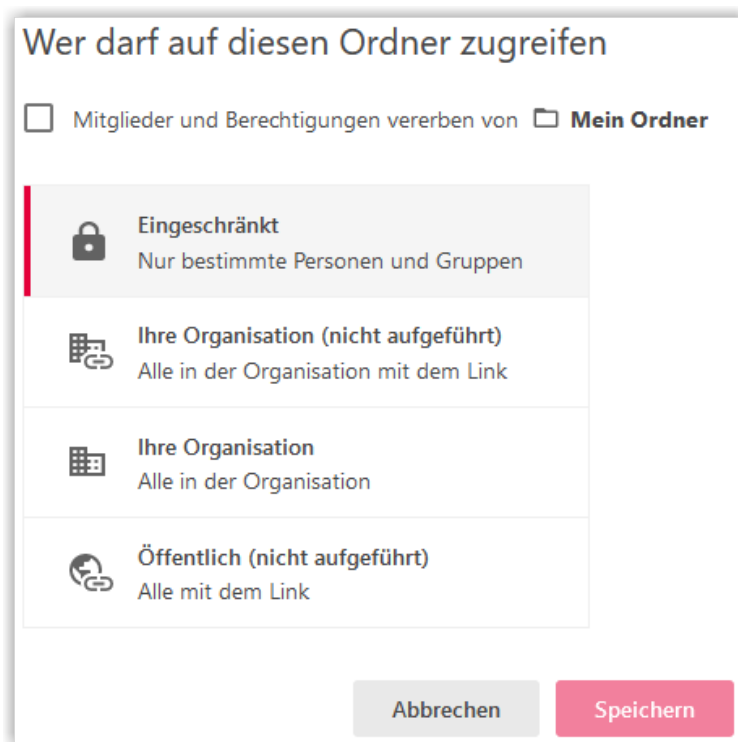 Wer darf auf diesen Ordner zugreifen
Mitglieder und Berechtigungen vererben von Mein Ordner
Eingeschränkt
Nur bestimmte Personen und Gruppen
Ihre Organisation (nicht aufgeführt)
Alle in der Organisation mit dem Link
Ihre Organisation
Alle in der Organisation
Öffentlich (nicht aufgeführt)
Alle mit dem Link
Abbrechen Speichern